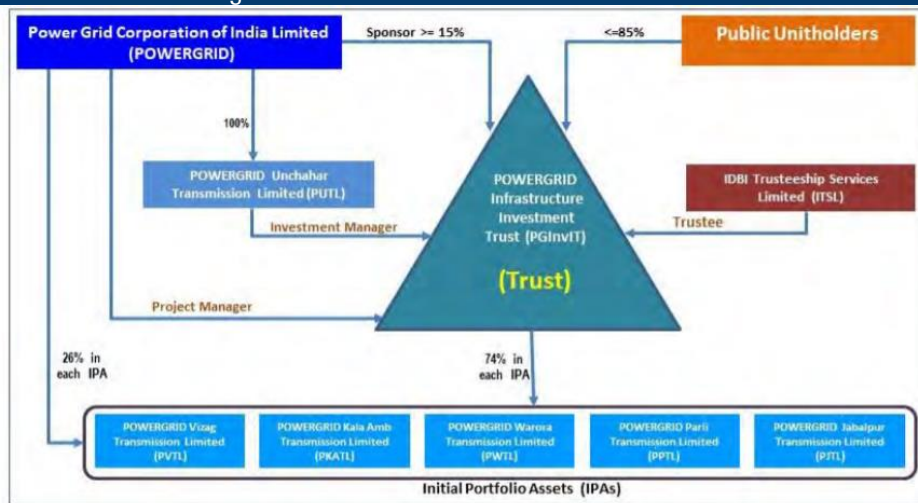 Power Grid Corporation of India Limited
(POWERGRID)
Sponsor >= 15%
<=85%
Public Unitholders
100%
POWERGRID Unchahar
Transmission Limited (PUTL)
POWERGRID
Infrastructure
Investment
Trust (PGInvIT)
(Trust)
IDBI Trusteeship Services
Limited (ITSL)
Investment Manager
Trustee
Project Manager
26% in
each IPA
74% in
each IPA
POWERGRID Vizag
Transmission Limited
(PVTL)
POWERGRID Kala Amb
Transmission Limited
(PKATL)
POWERGRID Warora
Transmission Limited
(PWTL)
POWERGRID Parli
Transmission Limited
(PPTL)
POWERGRID Jabalpur
Transmission Limited
(PJTL)
Initial Portfolio Assets (IPAs)